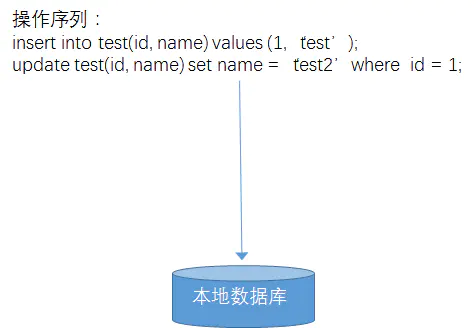 操作序列：
insert into test(id, name) values (1, ‘test’);
update test(id, name) set name = ‘test2’ where id = 1;
本地数据库